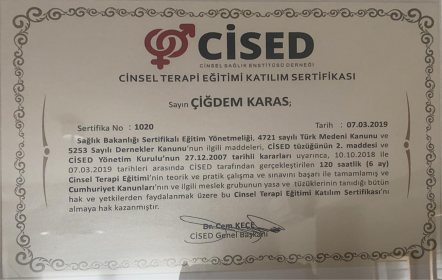 CİSED
CİNSEL SAĞLIK ENSTİTÜSÜ DERNEĞİ
CİNSEL TERAPİ EĞİTİMİ KATILIM SERTİFİKASI
Sayın ÇİĞDEM KARAS;
Sertifika No : 1020 Tarih : 07.03.2019
Sağlık Bakanlığı Sertifikalı Eğitim Yönetmeliği, 4721 sayılı Türk Medeni Kanunu ve
5253 Sayılı Dernekler Kanunu'nun ilgili maddeleri, CİSED tüzüğünün 2. maddesi ve
CİSED Yönetim Kurulu'nun 27.12.2007 tarihli kararları uyarınca, 10.10.2018 ile
07.03.2019 tarihleri arasında CİSED tarafından gerçekleştirilen 120 saatlik (6 ay)
Cinsel Terapi Eğitimi'nin teorik ve pratik çalışma ve sınavını başarı ile tamamlamış ve
Cumhuriyet Kanunları'nın ve ilgili meslek grubunun yasa ve tüzüklerinin tanıdığı bütün
hak ve yetkilerden faydalanmak üzere bu Cinsel Terapi Eğitimi Katılım Sertifikası'nı
almaya hak kazanmıştır.
Dr. Cem KEÇE
CİSED Genel Başkanı